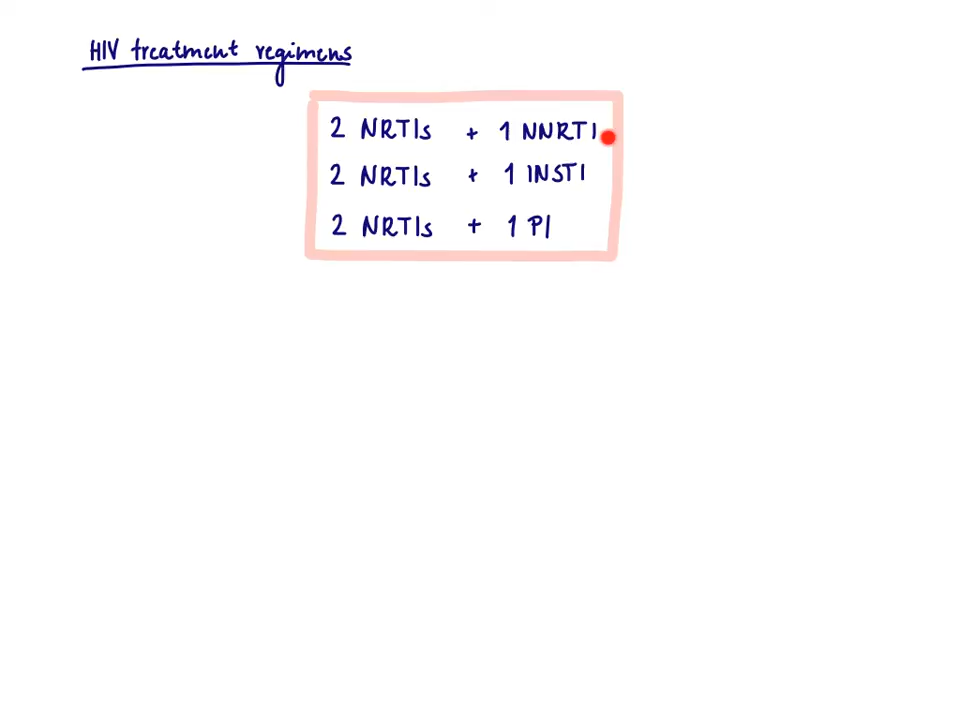 HIV treatment regimens
2 NRTIs + 1 NNRTI
2 NRTIs + 1 INSTI
2 NRTIs + 1 PI